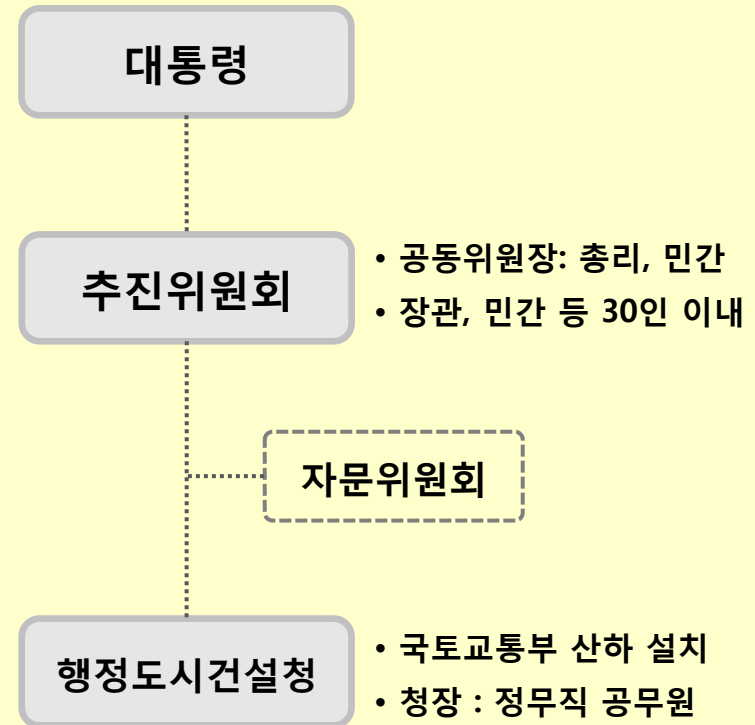 대통령
추진위원회
• 공동위원장: 총리, 민간
• 장관, 민간 등 30인 이내
자문위원회
행정도시건설청
• 국토교통부 산하 설치
• 청장 : 정무직 공무원